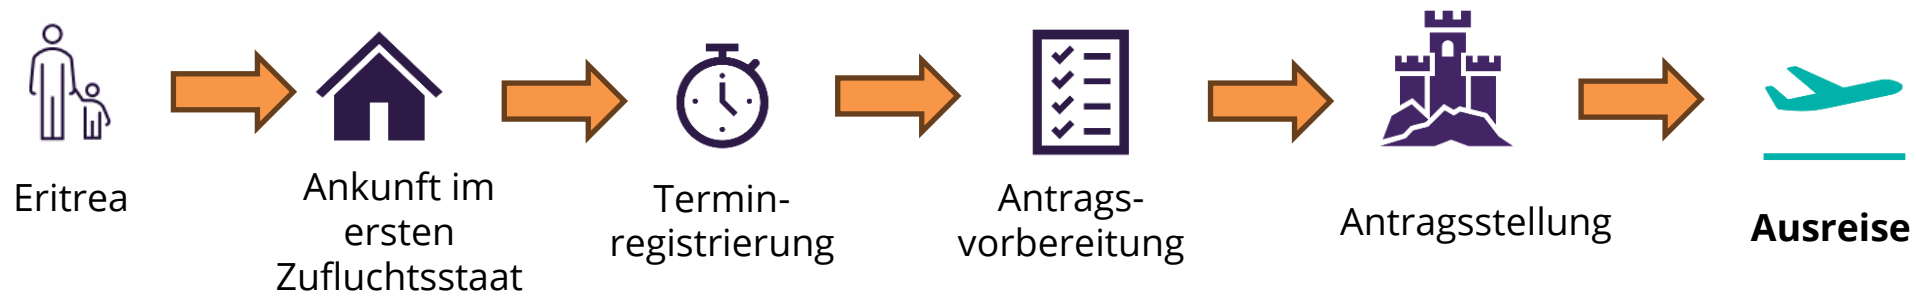 Eritrea
Ankunft im
ersten
Zufluchtsstaat
Termin-
registrierung
Antrags-
vorbereitung
Antragsstellung
Ausreise